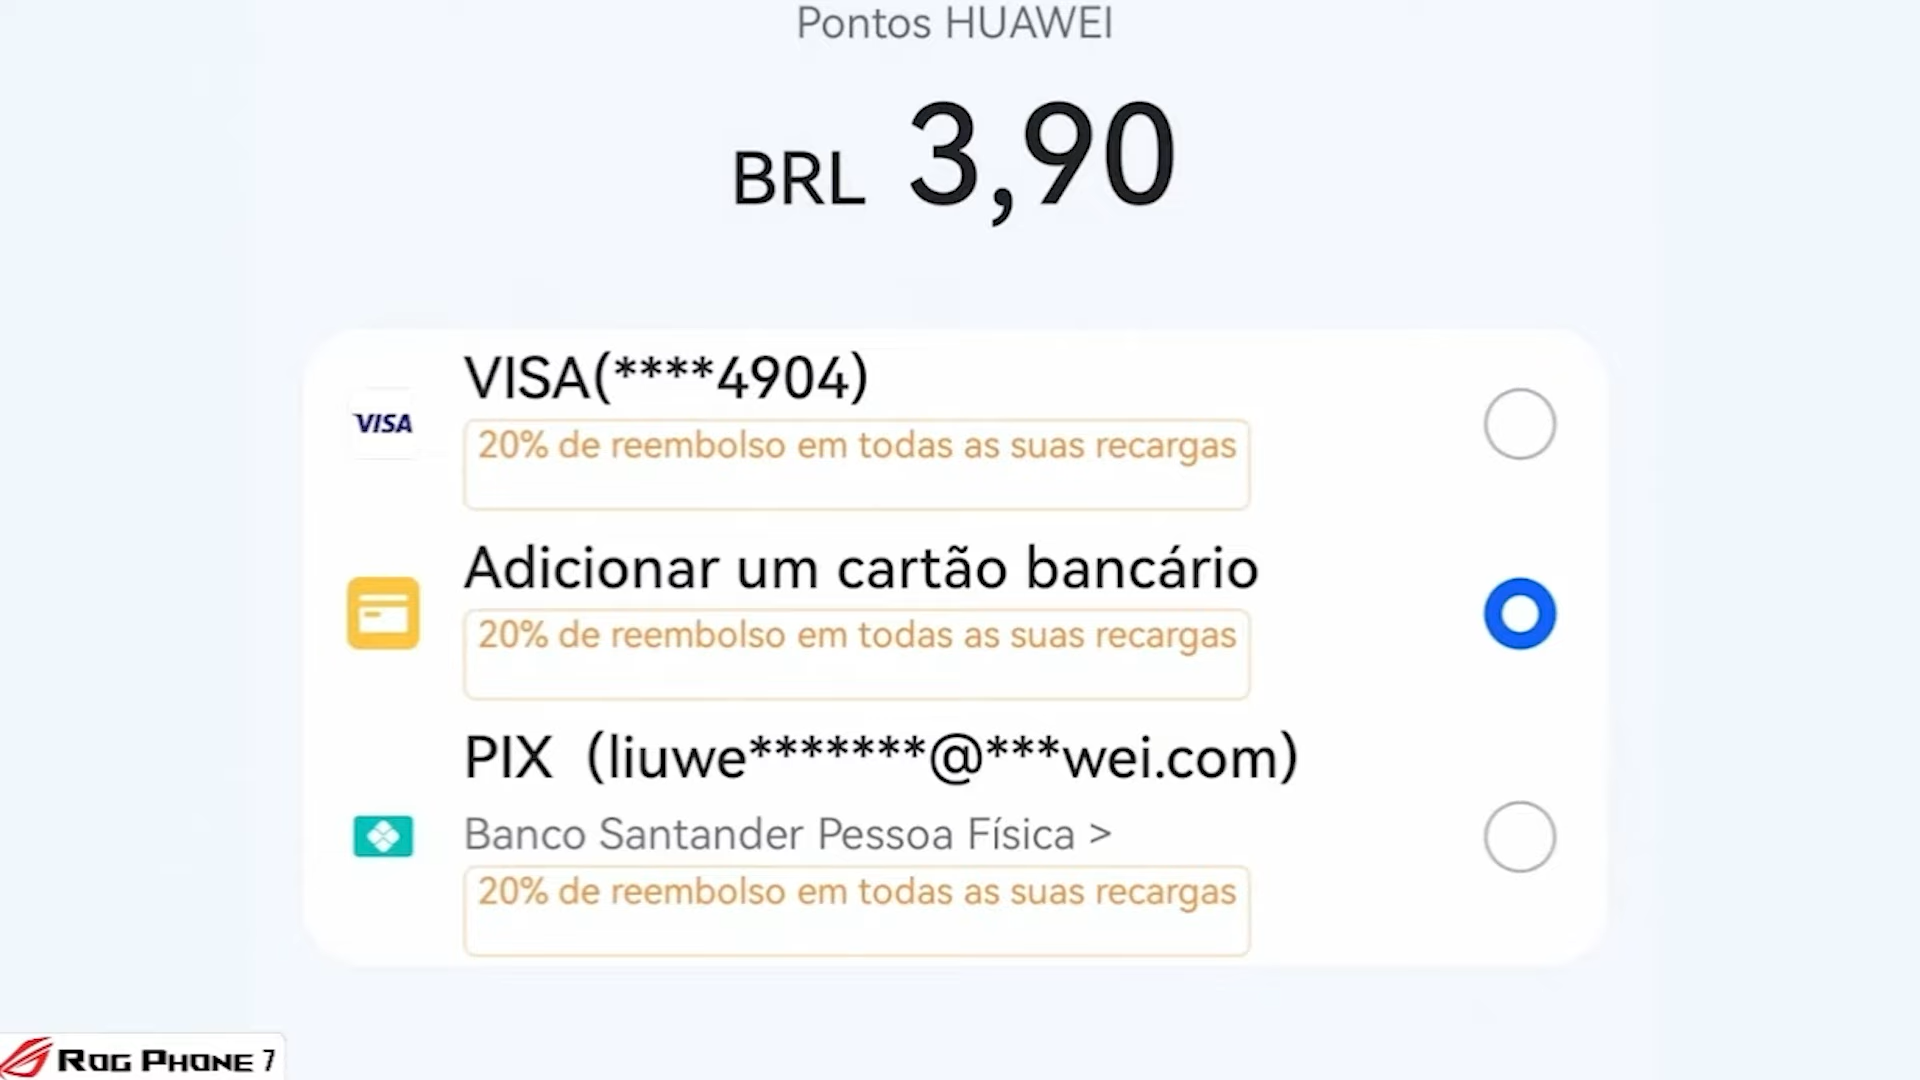 Pontos HUAWEI
BRL 3,90
VISA(****4904)
VISA
20% de reembolso em todas as suas recargas
Adicionar um cartão bancário
20% de reembolso em todas as suas recargas
PIX (liuwe*******@***wei.com)
Banco Santander Pessoa Física >
20% de reembolso em todas as suas recargas
ROG PHONE 7